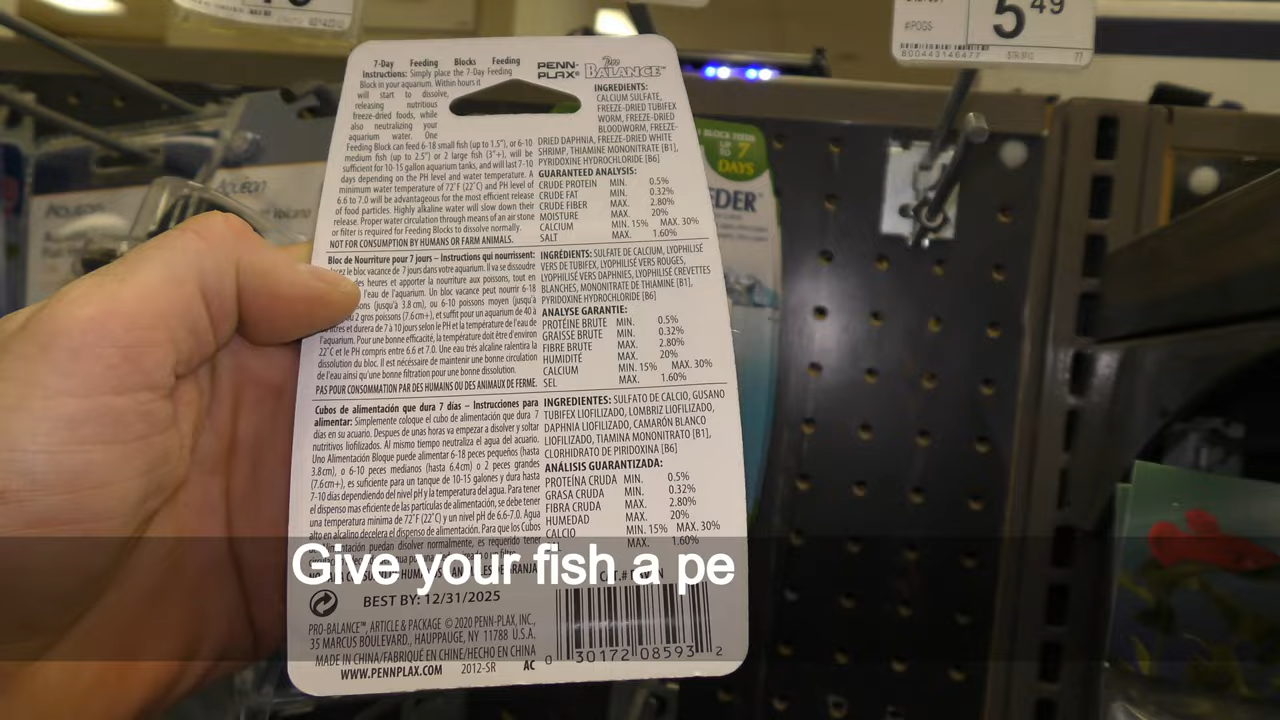 5 49
#IPOGS-
800443146477
7-Day Feeding Blocks Feeding
Instructions: Simply place the 7-Day Feeding
Block in your aquarium. Within hours it
will start to dissolve,
releasing nutritious
freeze-dried foods, while
also neutralizing your
aquarium water. One
Feeding Block can feed 6-18 small fish (up to 1.5"), or 6-10
medium fish (up to 2.5") or 2 large fish (3"+), will be
sufficient for 10-15 gallon aquarium tanks, and will last 7-10
days depending on the PH level and water temperature. A
minimum water temperature of 72˚F (22˚C) and PH level of
6.6 to 7.0 will be advantageous for the most efficient release
of food particles. Highly alkaline water will slow down their
release. Proper water circulation through means of an air stone
or filter is required for Feeding Blocks to dissolve normally.
NOT FOR CONSUMPTION BY HUMANS OR FARM ANIMALS.
PENN-
PLAX® Pro
BALANCE™
INGREDIENTS:
CALCIUM SULFATE,
FREEZE-DRIED TUBIFEX
WORM, FREEZE-DRIED
BLOODWORM, FREEZE-
DRIED DAPHNIA, FREEZE-DRIED WHITE
SHRIMP, THIAMINE MONONITRATE [B1],
PYRIDOXINE HYDROCHLORIDE [B6]
GUARANTEED ANALYSIS:
CRUDE PROTEIN MIN. 0.5%
CRUDE FAT MIN. 0.32%
CRUDE FIBER MAX. 2.80%
MOISTURE MAX. 20%
CALCIUM MIN. 15% MAX. 30%
SALT MAX. 1.60%
Bloc de Nourriture pour 7 jours – Instructions qui nourrissent:
le bloc vacance de 7 jours dans votre aquarium. Il va se dissoudre
des heures et apporter la nourriture aux poissons, tout en
l'eau de l'aquarium. Un bloc vacance peut nourrir 6-18
(jusqu'à 3.8 cm), ou 6-10 poissons moyen (jusqu'à
2 gros poissons (7.6cm+), et suffit pour un aquarium de 40 à
et durera de 7 à 10 jours selon le PH et la température de l'eau de
l'aquarium. Pour une bonne efficacité, la température doit être d'environ
22˚C et le PH compris entre 6.6 et 7.0. Une eau trés alcaline ralentira la
dissolution du bloc. Il est nécessaire de maintenir une bonne circulation
de l'eau ainsi qu'une bonne filtration pour une bonne dissolution.
PAS POUR CONSOMMATION PAR DES HUMAINS OU DES ANIMAUX DE FERME.
INGRÉDIENTS: SULFATE DE CALCIUM, LYOPHILISÉ
VERS DE TUBIFEX, LYOPHILISÉ VERS ROUGES,
LYOPHILISÉ VERS DAPHNIES, LYOPHILISÉ CREVETTES
BLANCHES, MONONITRATE DE THIAMINE [B1],
PYRIDOXINE HYDROCHLORIDE [B6]
ANALYSE GARANTIE:
PROTÉINE BRUTE MIN. 0.5%
GRAISSE BRUTE MIN. 0.32%
FIBRE BRUTE MAX. 2.80%
HUMIDITÉ MAX. 20%
CALCIUM MIN. 15% MAX. 30%
SEL MAX. 1.60%
Cubos de alimentación que dura 7 días – Instrucciones para
alimentar: Simplemente coloque el cubo de alimentación que dura 7
días en su acuario. Despues de unas horas va empezar a disolver y soltar
nutritivos liofilizados. Al mismo tiempo neutraliza el agua del acuario.
Uno Alimentación Bloque puede alimentar 6-18 peces pequeños (hasta
3.8cm), o 6-10 peces medianos (hasta 6.4cm) o 2 peces grandes
(7.6cm+), es suficiente para un tanque de 10-15 galones y dura hasta
7-10 días dependiendo del nivel pH y la temperatura del agua. Para tener
el dispenso mas eficiente de las particulas de alimentación, se debe tener
una temperatura mínima de 72˚F (22˚C) y un nivel pH de 6.6-7.0. Agua
alto en alcalino decelera el dispenso de alimentación. Para que los Cubos
de Alimentación puedan disolver normalmente, es requerido tener
INGREDIENTES: SULFATO DE CALCIO, GUSANO
TUBIFEX LIOFILIZADO, LOMBRIZ LIOFILIZADO,
DAPHNIA LIOFILIZADO, CAMARÓN BLANCO
LIOFILIZADO, TIAMINA MONONITRATO [B1],
CLORHIDRATO DE PIRIDOXINA [B6]
ANÁLISIS GUARANTIZADA:
PROTEÍNA CRUDA MIN. 0.5%
GRASA CRUDA MIN. 0.32%
FIBRA CRUDA MAX. 2.80%
HUMEDAD MAX. 20%
CALCIO MIN. 15% MAX. 30%
MAX. 1.60%
Give your fish a pe
BEST BY: 12/31/2025
PRO-BALANCE™, ARTICLE & PACKAGE © 2020 PENN-PLAX, INC.,
35 MARCUS BOULEVARD., HAUPPAUGE, NY 11788 U.S.A.
MADE IN CHINA/FABRIQUÉ EN CHINE/HECHO EN CHINA
WWW.PENNPLAX.COM 2012-SR AC
0 30172 08593 2
BLOCK FEEDS
UP TO 7
DAYS
EDER
Aqueon
Aqueon